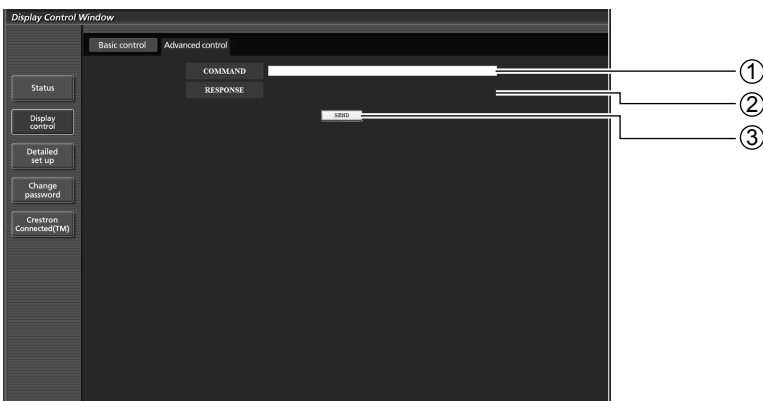 Display Control Window
Basic control
Advanced control
COMMAND
①
RESPONSE
②
SEND
③
Status
Display
control
Detailed
set up
Change
password
Crestron
Connected(TM)